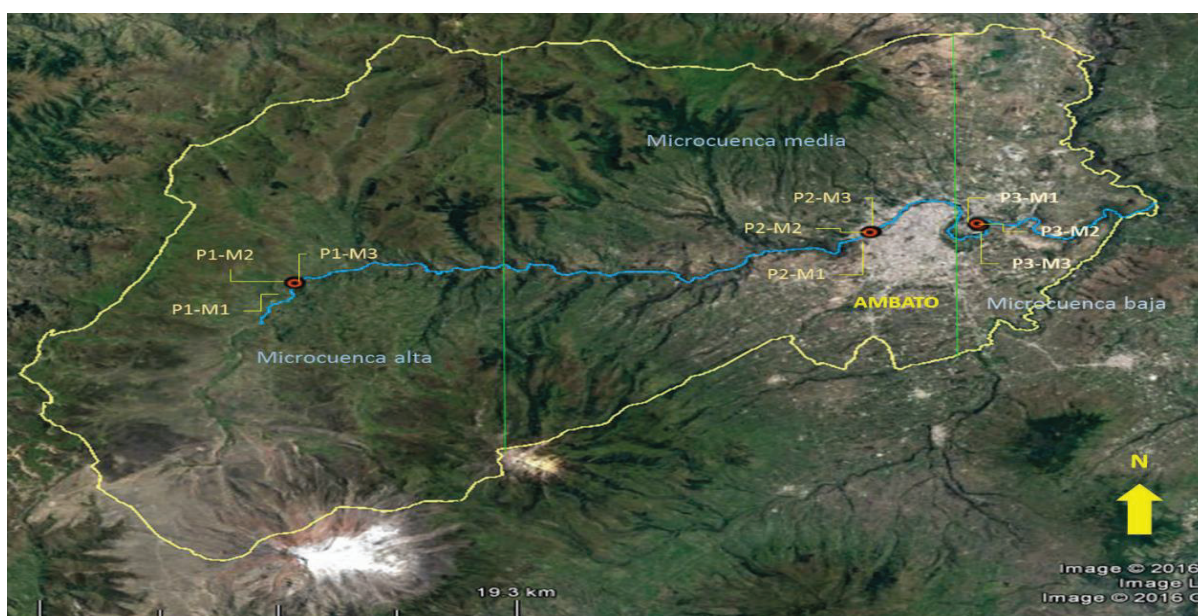 Microcuenca media
P2-M3
P3-M1
P2-M2
P3-M2
P1-M2
P1-M3
P2-M1
P3-M3
P1-M1
AMBATO
Microcuenca baja
Microcuenca alta
N
19.3 km
Image © 2016
Image L
Image © 2016